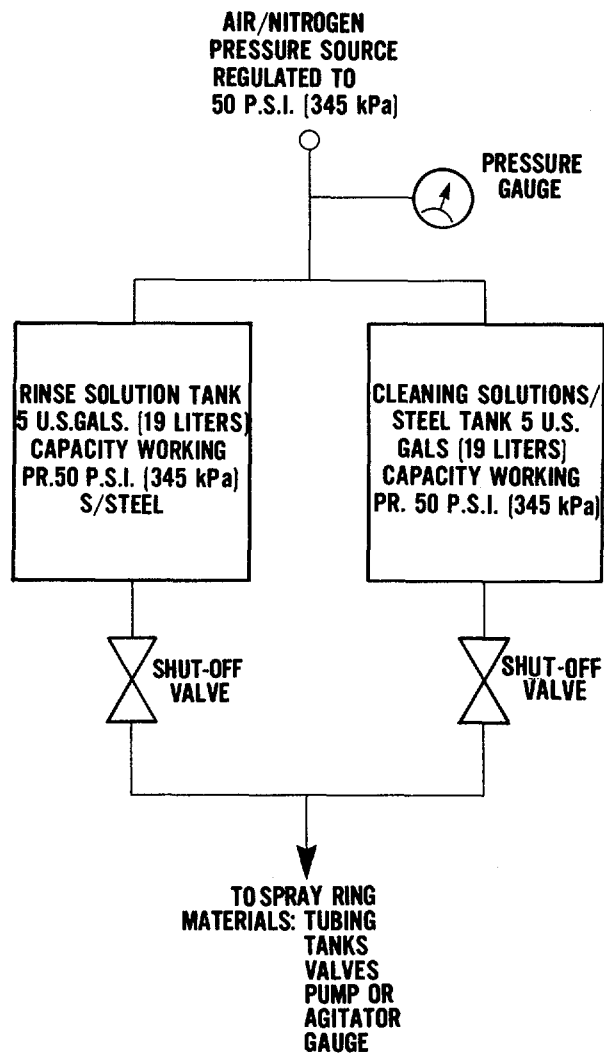 AIR/NITROGEN
PRESSURE SOURCE
REGULATED TO
50 P.S.I. (345 kPa)
PRESSURE
GAUGE
RINSE SOLUTION TANK
5 U.S.GALS. (19 LITERS)
CAPACITY WORKING
PR.50 P.S.I. (345 kPa)
S/STEEL
CLEANING SOLUTIONS/
STEEL TANK 5 U.S.
GALS (19 LITERS)
CAPACITY WORKING
PR. 50 P.S.I. (345 kPa)
SHUT-OFF
VALVE
SHUT-OFF
VALVE
TO SPRAY RING
MATERIALS: TUBING
TANKS
VALVES
PUMP OR
AGITATOR
GAUGE